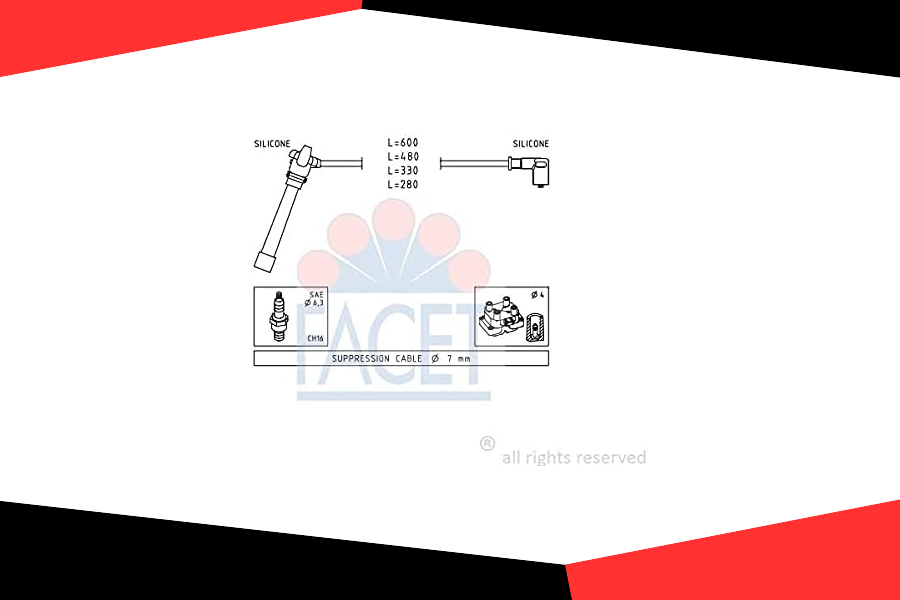 SILICONE
L=600
L=480
L=330
L=280
SILICONE
SAE
Ø 6,3
CH16
Ø 4
FACET
SUPPRESSION CABLE Ø 7 mm
®
all rights reserved